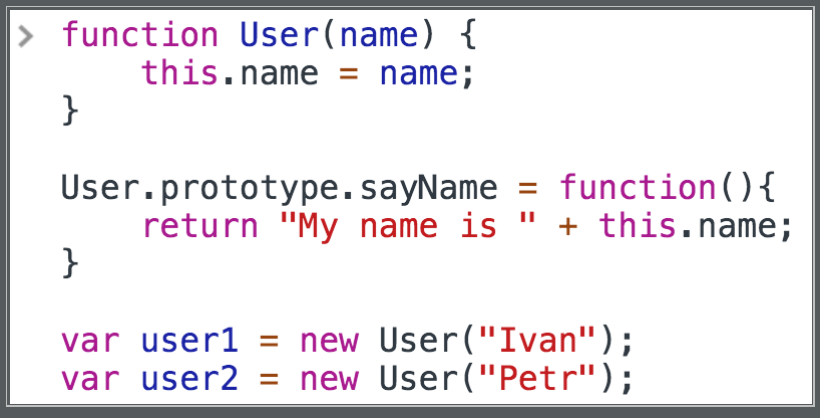 > function User(name) {
    this.name = name;
}

User.prototype.sayName = function(){
    return "My name is " + this.name;
}

var user1 = new User("Ivan");
var user2 = new User("Petr");